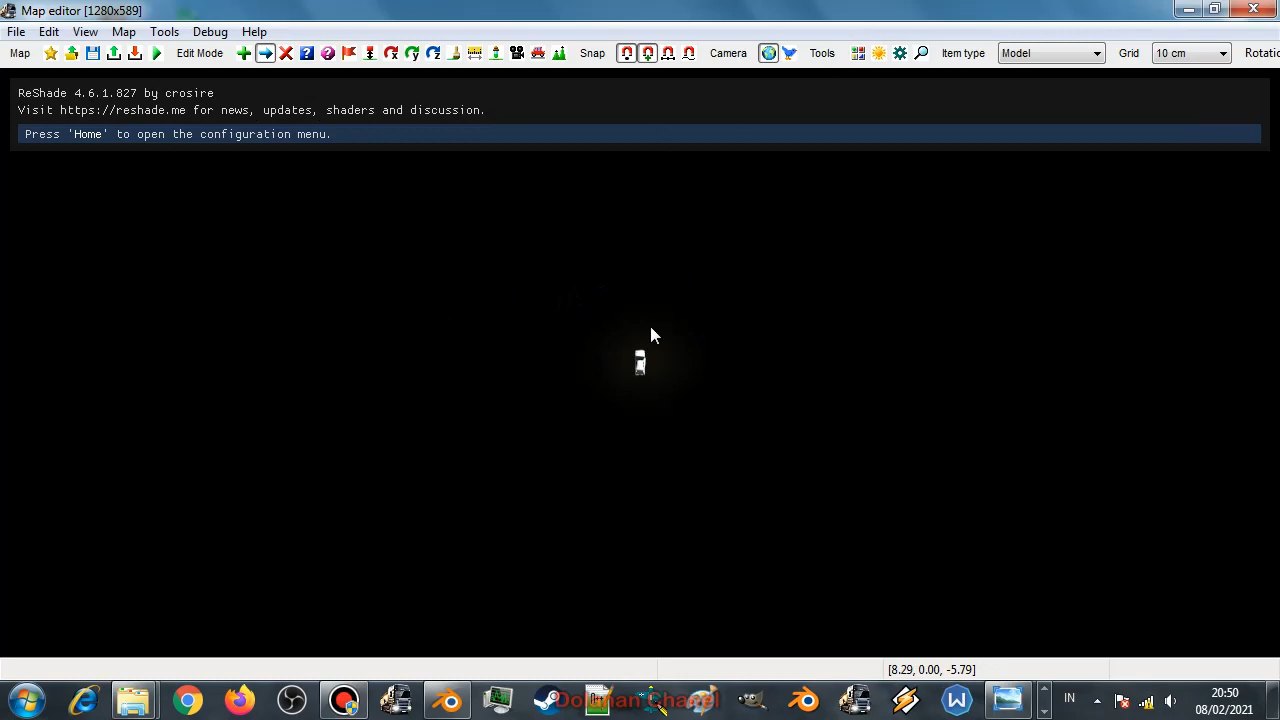 Map editor [1280x589]
File Edit View Map Tools Debug Help
Map Edit Mode Snap Camera Tools Item type Model Grid 10 cm Rotatio
ReShade 4.6.1.827 by crosire
Visit https://reshade.me for news, updates, shaders and discussion.
Press 'Home' to open the configuration menu.
[8.29, 0.00, -5.79]
IN
20:50
08/02/2021